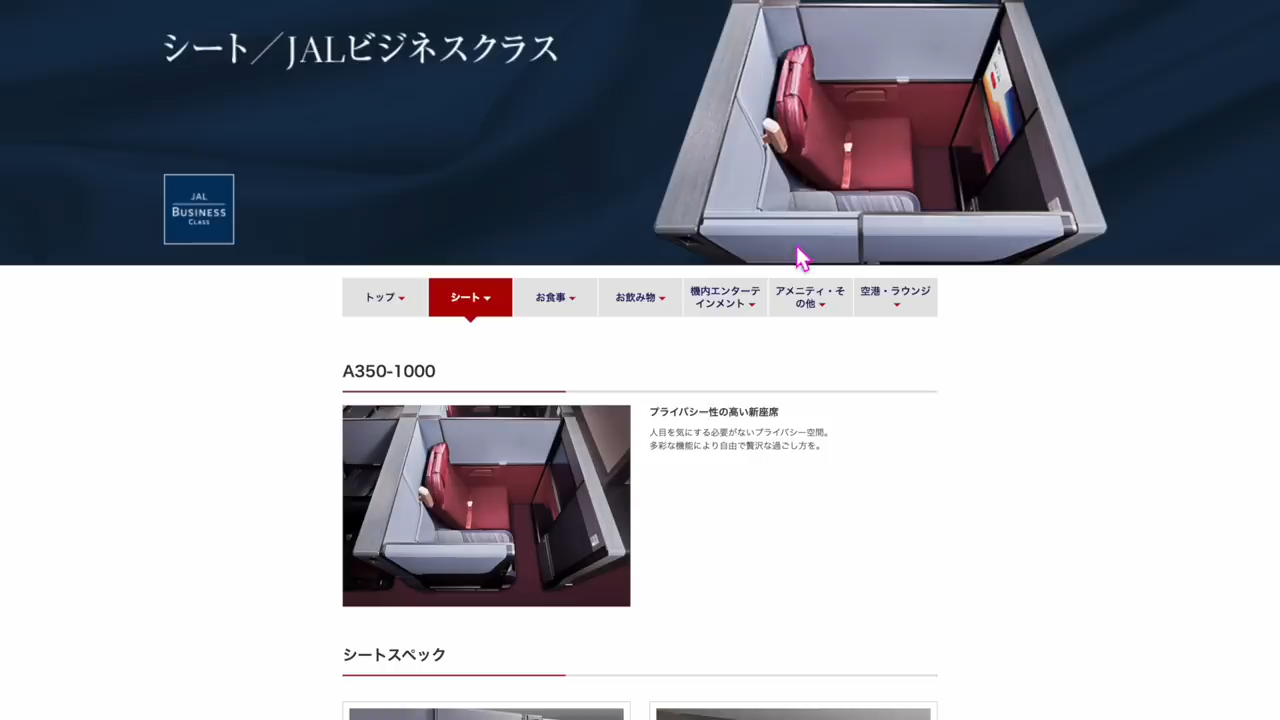 シート／JALビジネスクラス
JAL
BUSINESS
CLASS
トップ
シート
お食事
お飲み物
機内エンターテ
インメント
アメニティ・そ
の他
空港・ラウンジ
A350-1000
プライバシー性の高い新座席
人目を気にする必要がないプライバシー空間。
多彩な機能により自由で贅沢な過ごし方を。
シートスペック